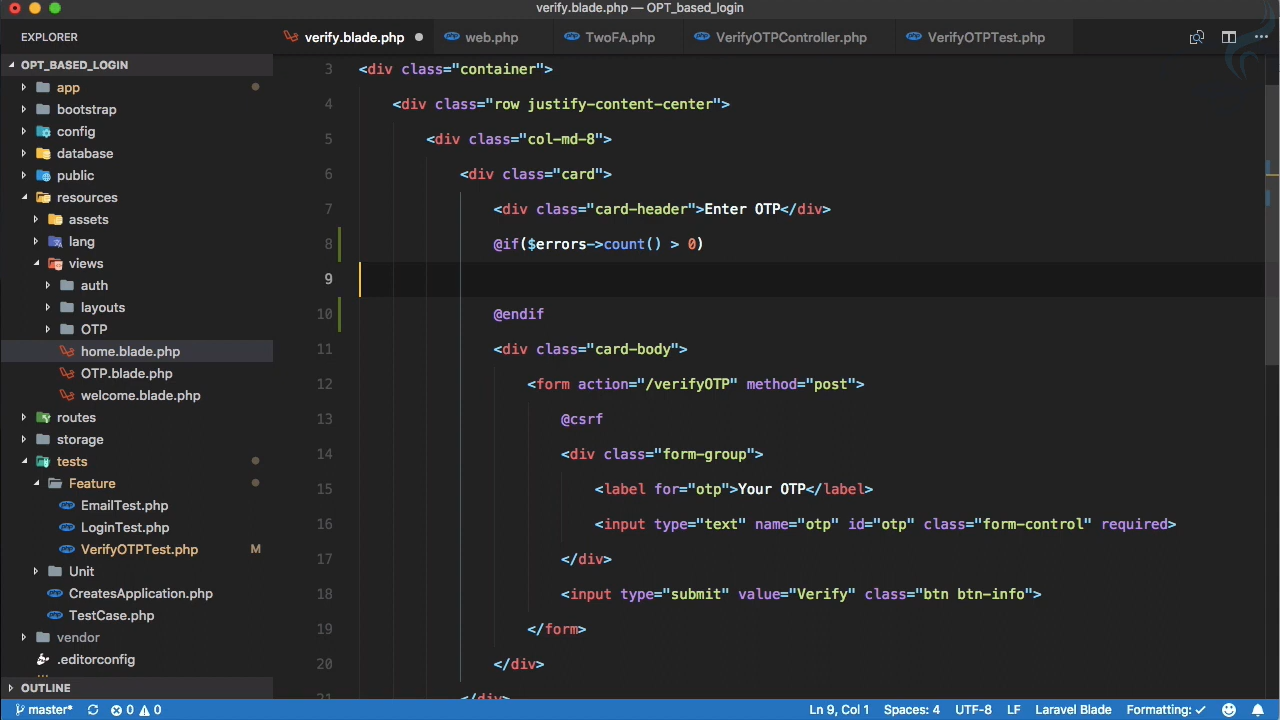 verify.blade.php — OPT_based_login
EXPLORER
verify.blade.php
web.php
TwoFA.php
VerifyOTPController.php
VerifyOTPTest.php
OPT_BASED_LOGIN
app
bootstrap
config
database
public
resources
assets
lang
views
auth
layouts
OTP
home.blade.php
OTP.blade.php
welcome.blade.php
routes
storage
tests
Feature
EmailTest.php
LoginTest.php
VerifyOTPTest.php M
Unit
CreatesApplication.php
TestCase.php
vendor
.editorconfig
OUTLINE
3 <div class="container">
4 <div class="row justify-content-center">
5 <div class="col-md-8">
6 <div class="card">
7 <div class="card-header">Enter OTP</div>
8 @if($errors->count() > 0)
9
10 @endif
11 <div class="card-body">
12 <form action="/verifyOTP" method="post">
13 @csrf
14 <div class="form-group">
15 <label for="otp">Your OTP</label>
16 <input type="text" name="otp" id="otp" class="form-control" required>
17 </div>
18 <input type="submit" value="Verify" class="btn btn-info">
19 </form>
20 </div>
21 </div>
master* 0 0 Ln 9, Col 1 Spaces: 4 UTF-8 LF Laravel Blade Formatting: ✓